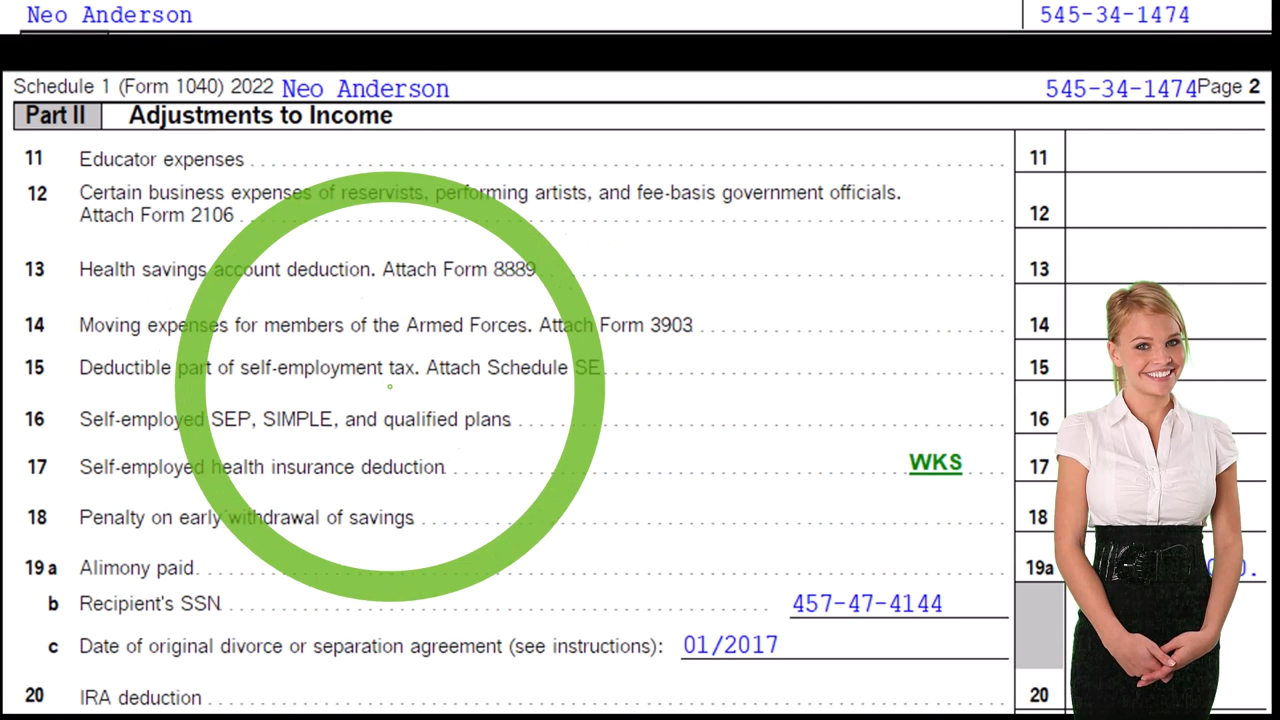 Neo Anderson 545-34-1474
Schedule 1 (Form 1040) 2022 Neo Anderson 545-34-1474 Page 2
Part II Adjustments to Income
11 Educator expenses 11
12 Certain business expenses of reservists, performing artists, and fee-basis government officials.
Attach Form 2106 12
13 Health savings account deduction. Attach Form 8889 13
14 Moving expenses for members of the Armed Forces. Attach Form 3903 14
15 Deductible part of self-employment tax. Attach Schedule SE 15
16 Self-employed SEP, SIMPLE, and qualified plans 16
17 Self-employed health insurance deduction WKS 17
18 Penalty on early withdrawal of savings 18
19a Alimony paid 19a
b Recipient's SSN 457-47-4144
c Date of original divorce or separation agreement (see instructions): 01/2017
20 IRA deduction 20